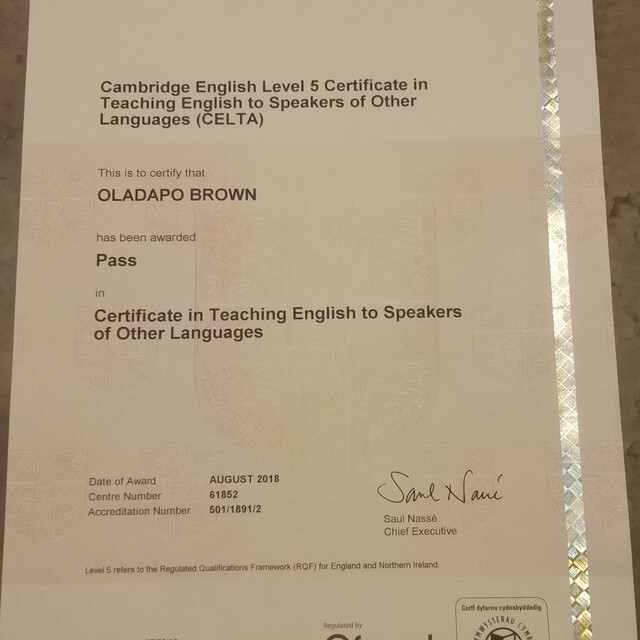 Cambridge English Level 5 Certificate in
Teaching English to Speakers of Other
Languages (CELTA)
This is to certify that
OLADAPO BROWN
has been awarded
Pass
in
Certificate in Teaching English to Speakers
of Other Languages
Date of Award AUGUST 2018
Centre Number 61852
Accreditation Number 501/1891/2
Saul Nassé
Saul Nassé
Chief Executive
Level 5 refers to the Regulated Qualifications Framework (RQF) for England and Northern Ireland.
Corff dyfarnu cydnabyddedig
Regulated by